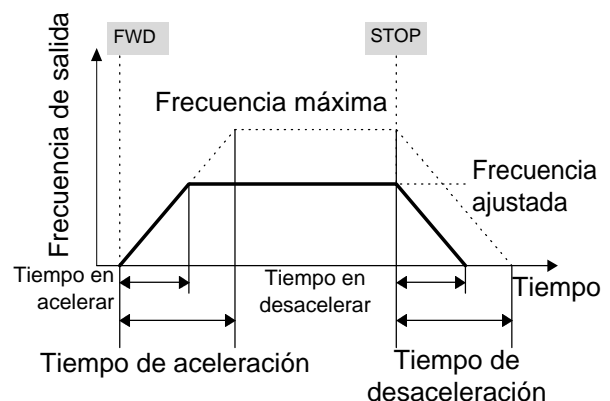 FWD
STOP
Frecuencia de salida
Frecuencia máxima
Frecuencia
ajustada
Tiempo en
acelerar
Tiempo en
desacelerar
Tiempo
Tiempo de aceleración
Tiempo de
desaceleración